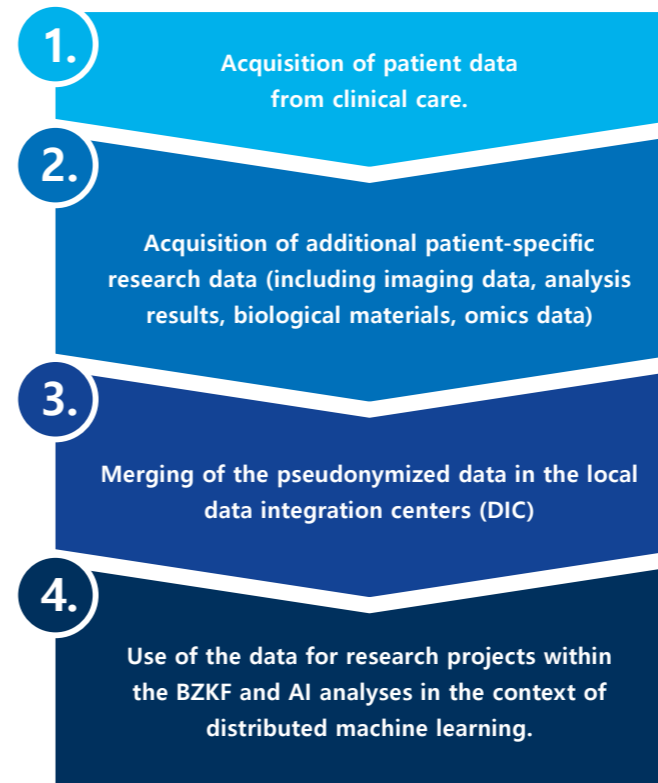 1.
Acquisition of patient data
from clinical care.
2.
Acquisition of additional patient-specific
research data (including imaging data, analysis
results, biological materials, omics data)
3.
Merging of the pseudonymized data in the local
data integration centers (DIC)
4.
Use of the data for research projects within
the BZKF and AI analyses in the context of
distributed machine learning.